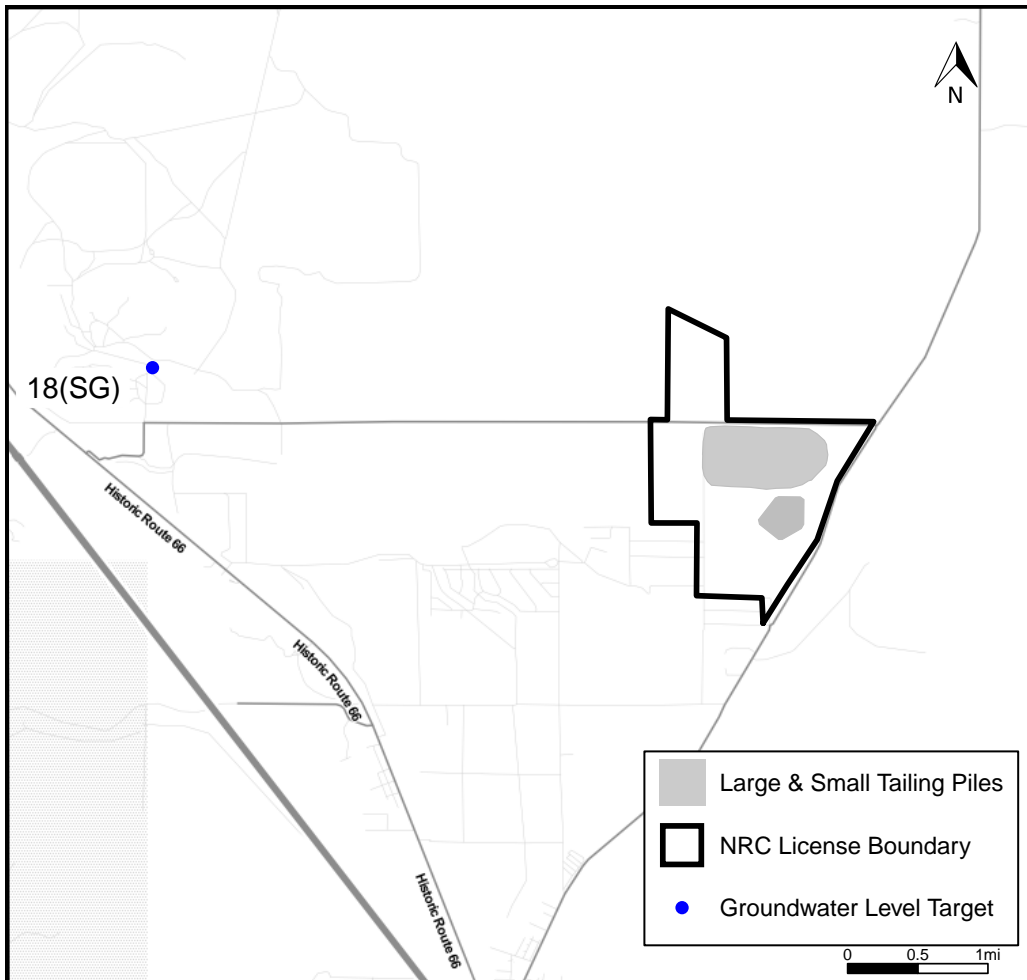 N
18(SG)
Historic Route 66
Historic Route 66
Historic Route 66
Large & Small Tailing Piles
NRC License Boundary
Groundwater Level Target
0 0.5 1mi